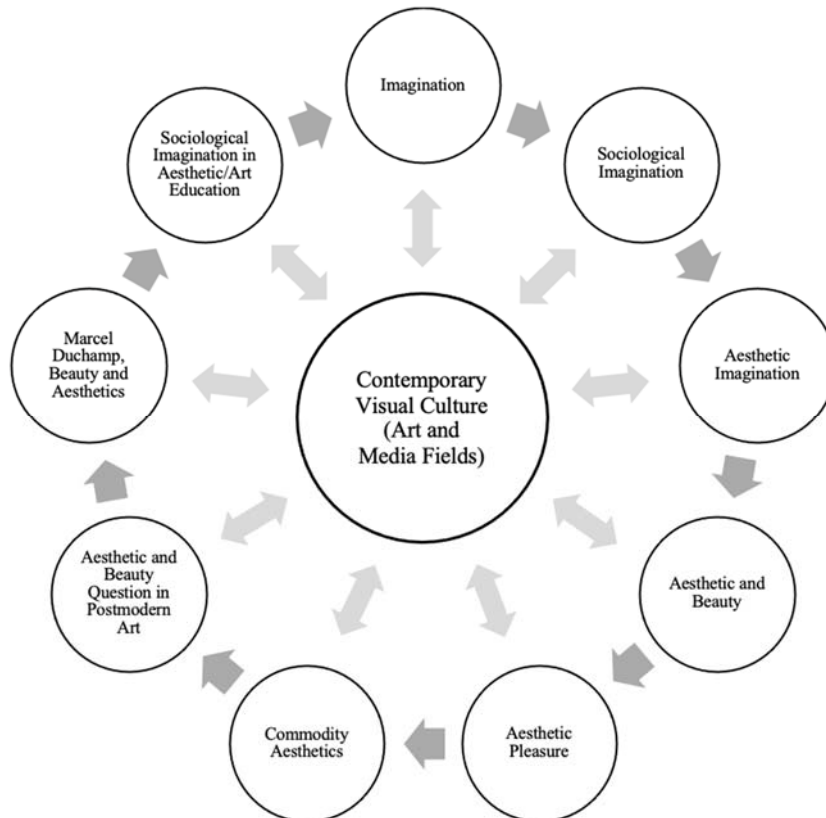 Imagination
Sociological
Imagination
Aesthetic
Imagination
Aesthetic and
Beauty
Aesthetic
Pleasure
Commodity
Aesthetics
Aesthetic and
Beauty
Question in
Postmodern
Art
Marcel
Duchamp,
Beauty and
Aesthetics
Sociological
Imagination in
Aesthetic/Art
Education
Contemporary
Visual Culture
(Art and
Media Fields)